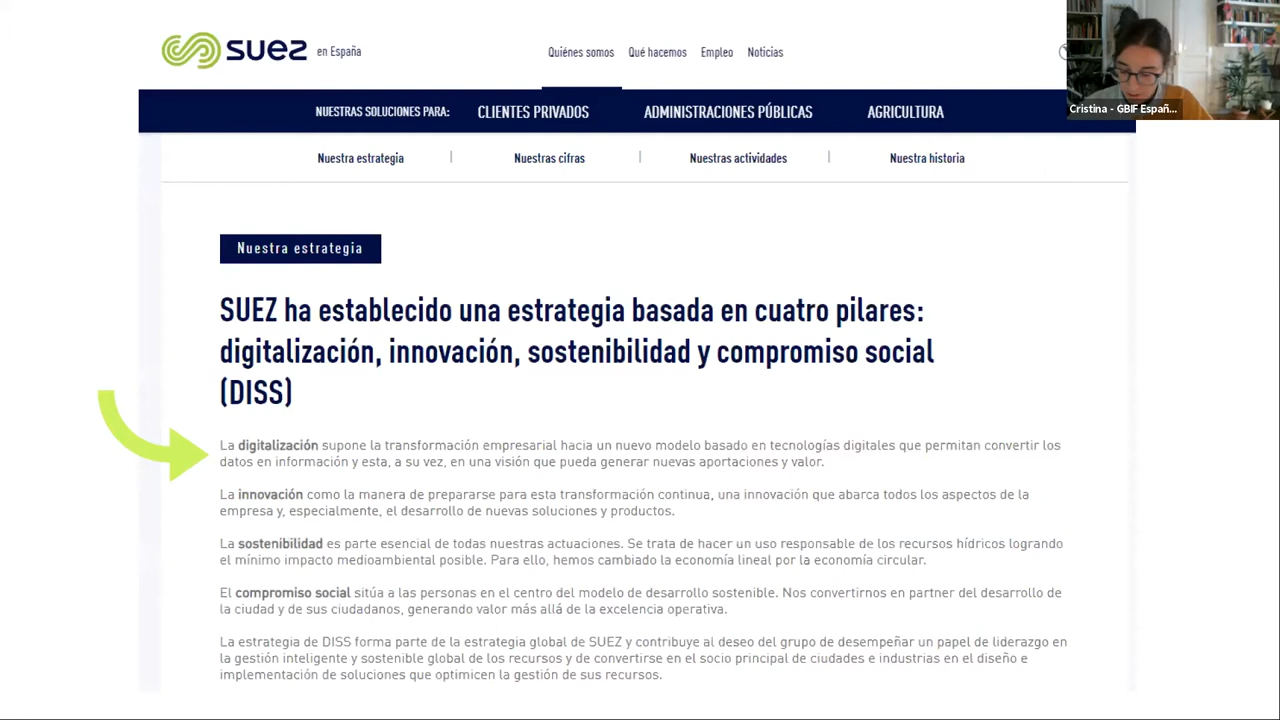 suez en España
Quiénes somos Qué hacemos Empleo Noticias
Cristina - GBIF Españ...
NUESTRAS SOLUCIONES PARA: CLIENTES PRIVADOS ADMINISTRACIONES PÚBLICAS AGRICULTURA
Nuestra estrategia | Nuestras cifras | Nuestras actividades | Nuestra historia
Nuestra estrategia
SUEZ ha establecido una estrategia basada en cuatro pilares:
digitalización, innovación, sostenibilidad y compromiso social
(DISS)
La digitalización supone la transformación empresarial hacia un nuevo modelo basado en tecnologías digitales que permitan convertir los
datos en información y esta, a su vez, en una visión que pueda generar nuevas aportaciones y valor.
La innovación como la manera de prepararse para esta transformación continua, una innovación que abarca todos los aspectos de la
empresa y, especialmente, el desarrollo de nuevas soluciones y productos.
La sostenibilidad es parte esencial de todas nuestras actuaciones. Se trata de hacer un uso responsable de los recursos hídricos logrando
el mínimo impacto medioambiental posible. Para ello, hemos cambiado la economía lineal por la economía circular.
El compromiso social sitúa a las personas en el centro del modelo de desarrollo sostenible. Nos convertirnos en partner del desarrollo de
la ciudad y de sus ciudadanos, generando valor más allá de la excelencia operativa.
La estrategia de DISS forma parte de la estrategia global de SUEZ y contribuye al deseo del grupo de desempeñar un papel de liderazgo en
la gestión inteligente y sostenible global de los recursos y de convertirse en el socio principal de ciudades e industrias en el diseño e
implementación de soluciones que optimicen la gestión de sus recursos.